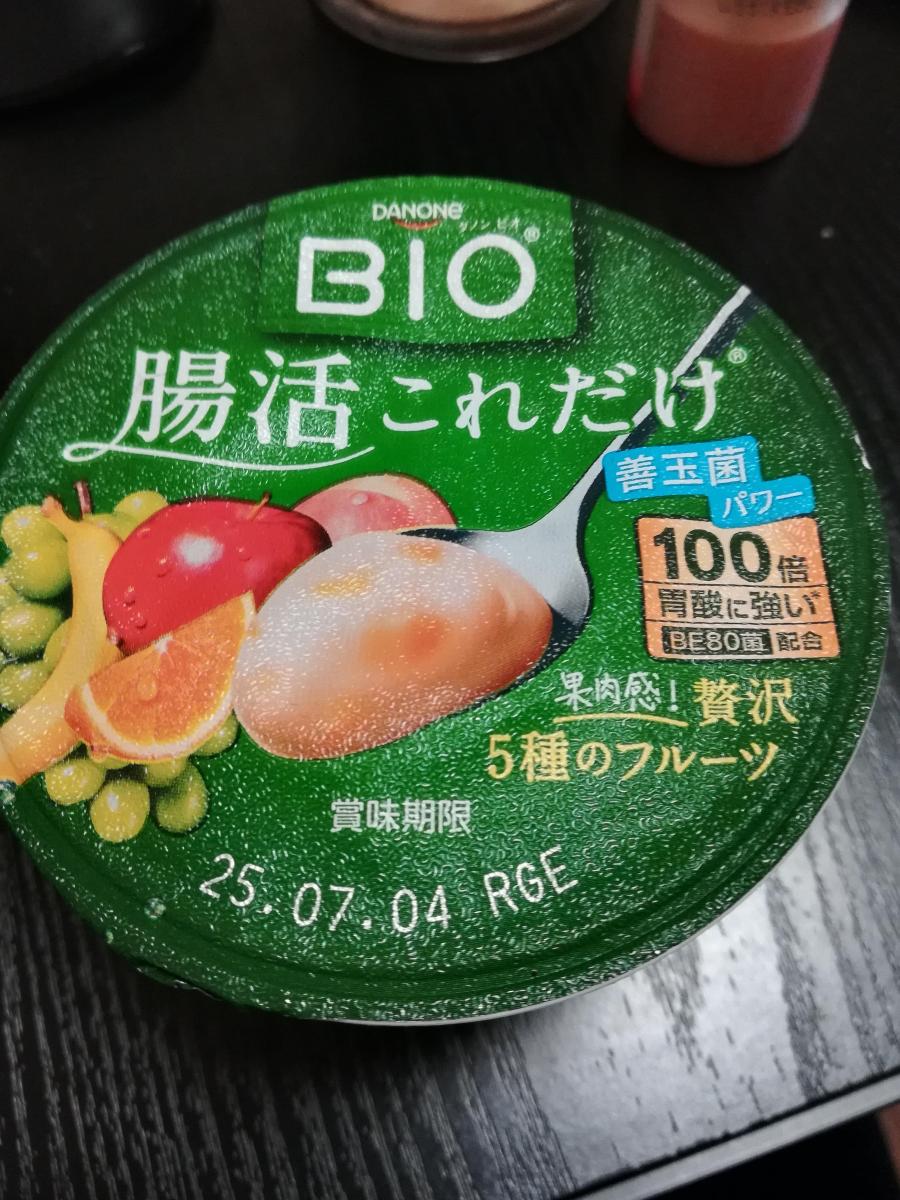 DANONE
ダノン ビオ
BIO®
腸活これだけ®
善玉菌
パワー
100倍
胃酸に強い*
BE80菌 配合
果肉感! 贅沢
5種のフルーツ
賞味期限
25.07.04 RGE